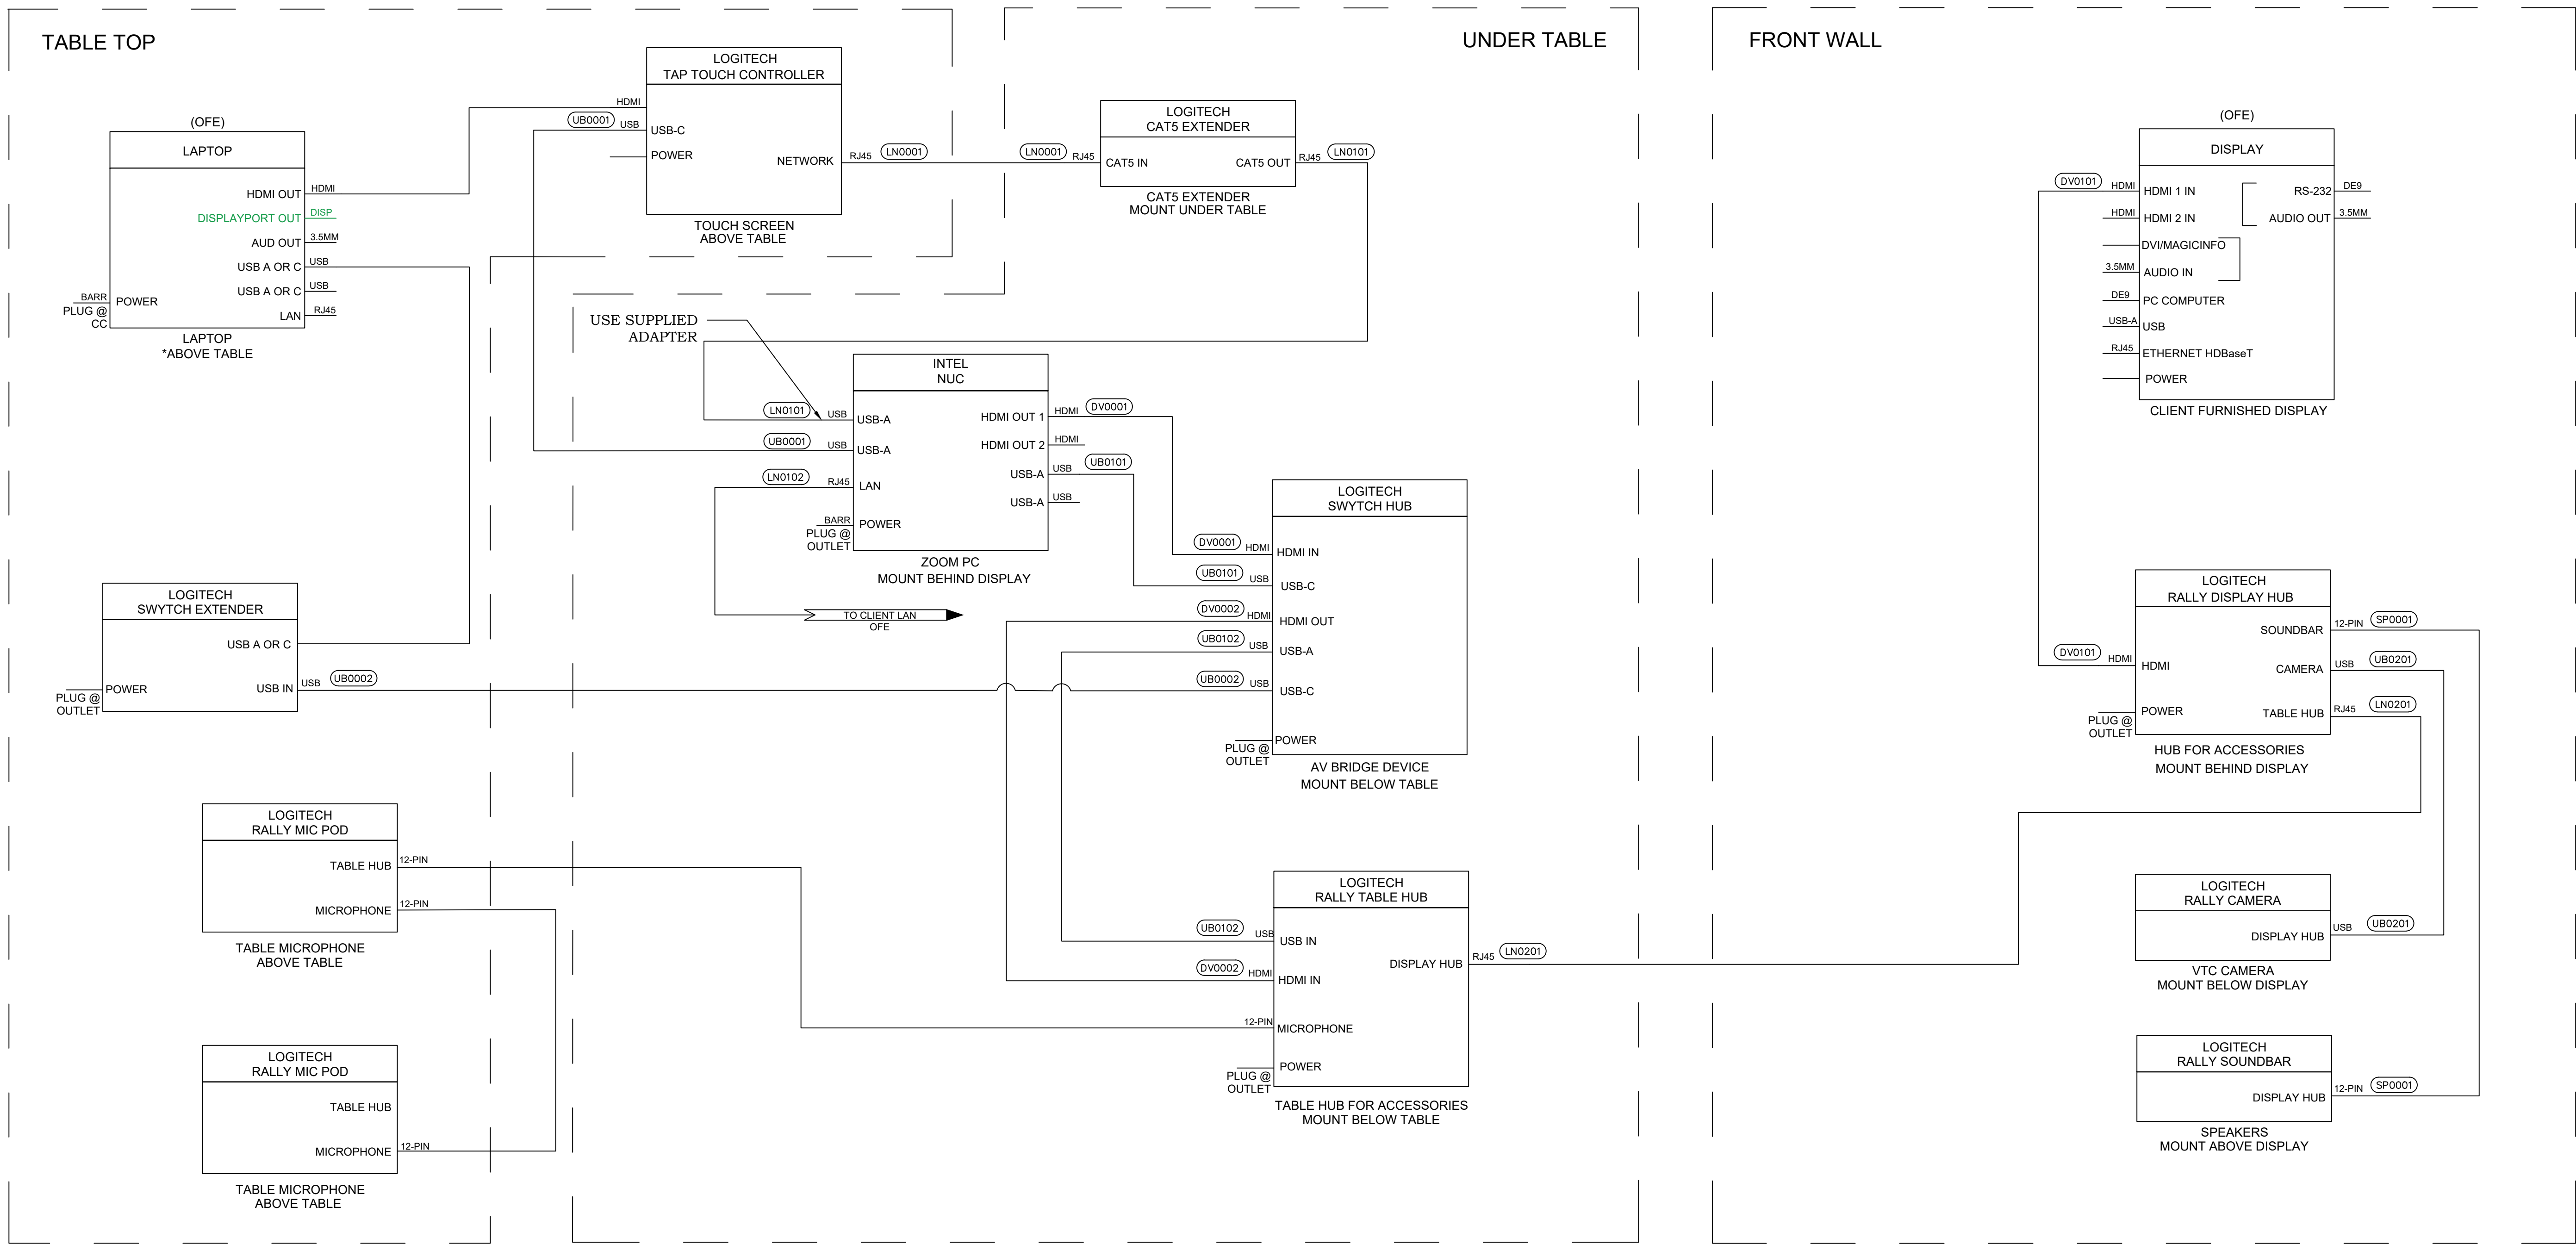 TABLE TOP
UNDER TABLE
FRONT WALL
LOGITECH
TAP TOUCH CONTROLLER
HDMI
UB0001
USB
USB-C
POWER
NETWORK
RJ45
LN0001
TOUCH SCREEN
ABOVE TABLE
LN0001
RJ45
LOGITECH
CAT5 EXTENDER
CAT5 IN
CAT5 OUT
RJ45
LN0101
CAT5 EXTENDER
MOUNT UNDER TABLE
(OFE)
LAPTOP
HDMI OUT
HDMI
DISPLAYPORT OUT
DISP
AUD OUT
3.5MM
USB A OR C
USB
USB A OR C
USB
LAN
RJ45
BARR
POWER
PLUG @
CC
LAPTOP
*ABOVE TABLE
(OFE)
DISPLAY
DV0101
HDMI
HDMI 1 IN
RS-232
DE9
HDMI
HDMI 2 IN
AUDIO OUT
3.5MM
DVI/MAGICINFO
3.5MM
AUDIO IN
DE9
PC COMPUTER
USB-A
USB
RJ45
ETHERNET HDBaseT
POWER
CLIENT FURNISHED DISPLAY
USE SUPPLIED
ADAPTER
INTEL
NUC
LN0101
USB
USB-A
HDMI OUT 1
HDMI
DV0001
UB0001
USB
USB-A
HDMI OUT 2
HDMI
USB-A
USB
UB0101
LN0102
RJ45
LAN
USB-A
USB
BARR
POWER
PLUG @
OUTLET
ZOOM PC
MOUNT BEHIND DISPLAY
TO CLIENT LAN
OFE
LOGITECH
SWYTCH HUB
DV0001
HDMI
HDMI IN
UB0101
USB
USB-C
DV0002
HDMI
HDMI OUT
UB0102
USB
USB-A
UB0002
USB
USB-C
POWER
PLUG @
OUTLET
AV BRIDGE DEVICE
MOUNT BELOW TABLE
LOGITECH
SWYTCH EXTENDER
USB A OR C
POWER
USB IN
USB
UB0002
PLUG @
OUTLET
LOGITECH
RALLY DISPLAY HUB
SOUNDBAR
12-PIN
SP0001
DV0101
HDMI
HDMI
CAMERA
USB
UB0201
POWER
TABLE HUB
RJ45
LN0201
PLUG @
OUTLET
HUB FOR ACCESSORIES
MOUNT BEHIND DISPLAY
LOGITECH
RALLY MIC POD
TABLE HUB
12-PIN
MICROPHONE
12-PIN
TABLE MICROPHONE
ABOVE TABLE
LOGITECH
RALLY TABLE HUB
UB0102
USB
USB IN
DV0002
HDMI
HDMI IN
DISPLAY HUB
RJ45
LN0201
12-PIN
MICROPHONE
POWER
PLUG @
OUTLET
TABLE HUB FOR ACCESSORIES
MOUNT BELOW TABLE
LOGITECH
RALLY CAMERA
DISPLAY HUB
USB
UB0201
VTC CAMERA
MOUNT BELOW DISPLAY
LOGITECH
RALLY MIC POD
TABLE HUB
MICROPHONE
12-PIN
TABLE MICROPHONE
ABOVE TABLE
LOGITECH
RALLY SOUNDBAR
DISPLAY HUB
12-PIN
SP0001
SPEAKERS
MOUNT ABOVE DISPLAY